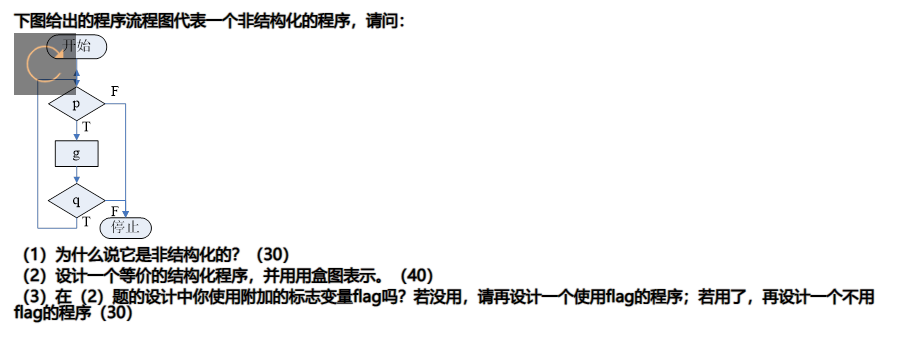 下图给出的程序流程图代表一个非结构化的程序，请问：
开始
F
p
T
g
q
F
T
停止
（1）为什么说它是非结构化的？（30）
（2）设计一个等价的结构化程序，并用用盒图表示。（40）
（3）在（2）题的设计中你使用附加的标志变量flag吗？若没用，请再设计一个使用flag的程序；若用了，再设计一个不用
flag的程序（30）